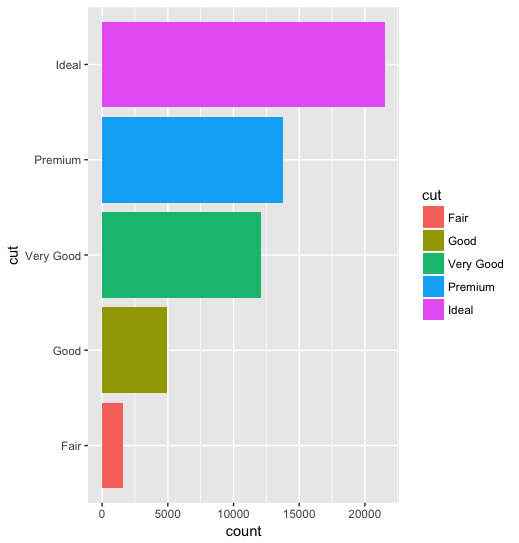 Ideal
Premium
Very Good
Good
Fair
cut
0 5000 10000 15000 20000
count
cut
Fair
Good
Very Good
Premium
Ideal